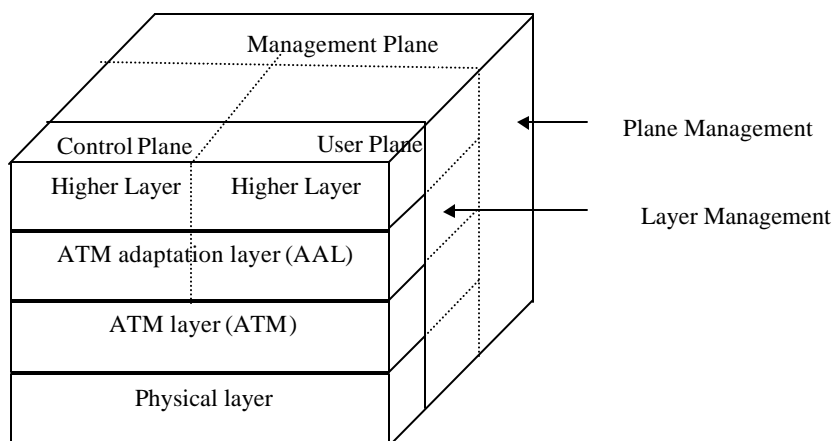 Management Plane
Plane Management
Control Plane
User Plane
Higher Layer
Higher Layer
Layer Management
ATM adaptation layer (AAL)
ATM layer (ATM)
Physical layer